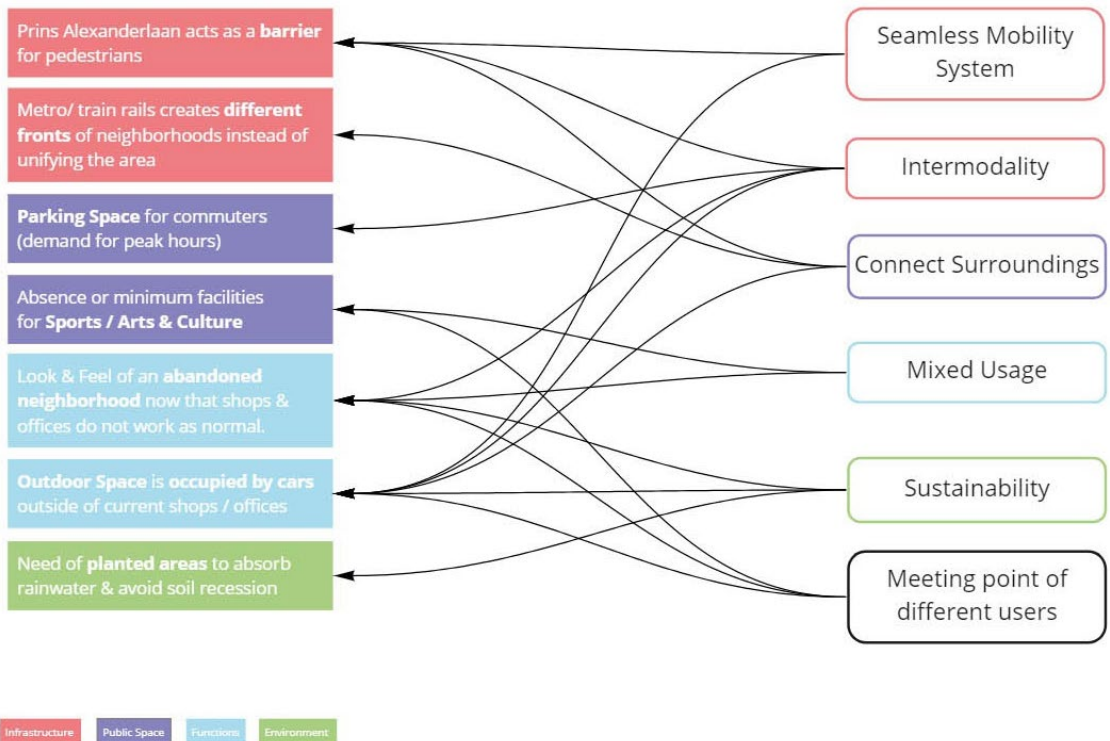 Prins Alexanderlaan acts as a barrier
for pedestrians
Metro/ train rails creates different
fronts of neighborhoods instead of
unifying the area
Parking Space for commuters
(demand for peak hours)
Absence or minimum facilities
for Sports / Arts & Culture
Look & Feel of an abandoned
neighborhood now that shops &
offices do not work as normal.
Outdoor Space is occupied by cars
outside of current shops / offices
Need of planted areas to absorb
rainwater & avoid soil recession
Seamless Mobility
System
Intermodality
Connect Surroundings
Mixed Usage
Sustainability
Meeting point of
different users
Infrastructure
Public Space
Functions
Environment